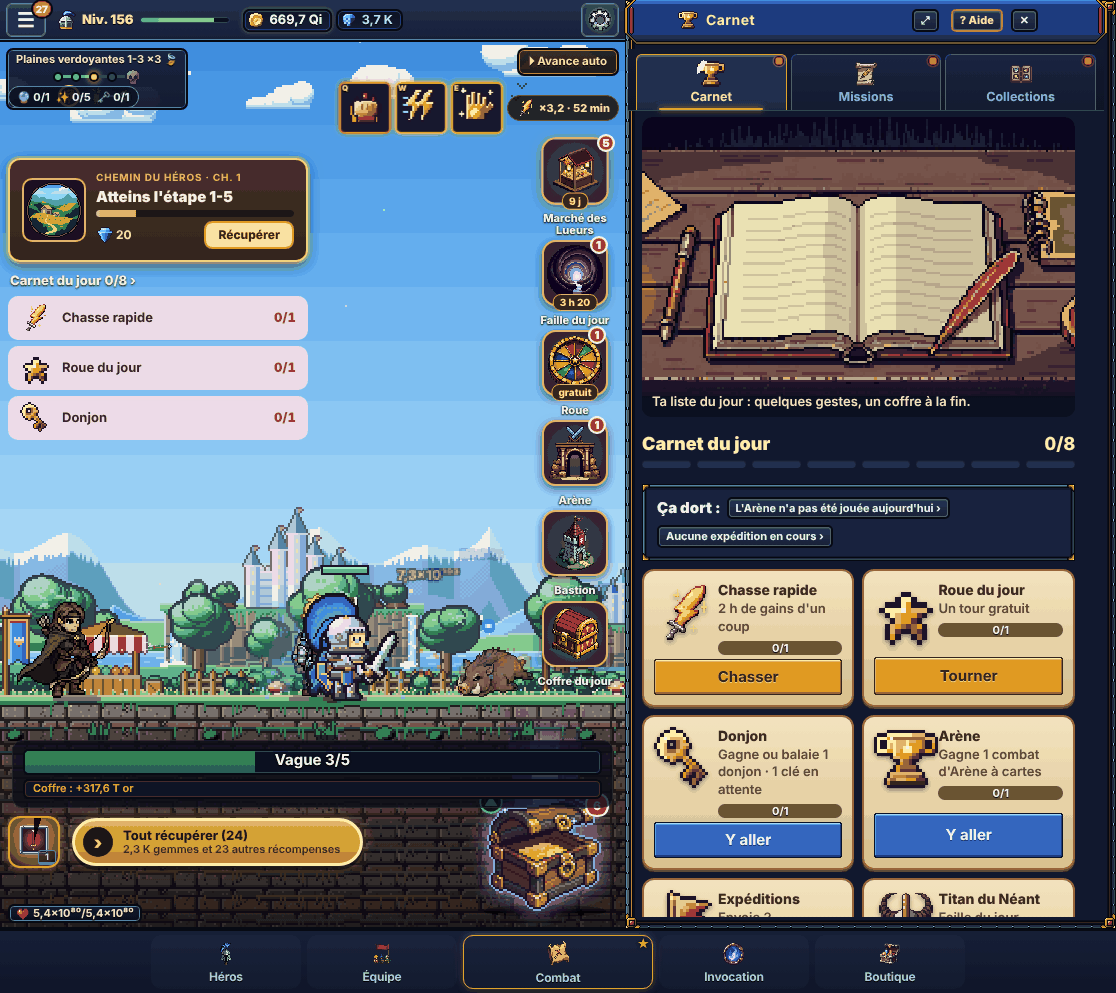 27
Niv. 156
669,7 Qi
3,7 K
Plaines verdoyantes 1-3 ×3
0/1
0/5
0/1
Avance auto
Q
W
E
×3,2 · 52 min
CHEMIN DU HÉROS · CH. 1
Atteins l'étape 1-5
20
Récupérer
Carnet du jour 0/8 ›
Chasse rapide
0/1
Roue du jour
0/1
Donjon
0/1
5
9 j
Marché des
Lueurs
1
3 h 20
Faille du jour
1
gratuit
Roue
1
Arène
Bastion
Coffre du jour
Vague 3/5
Coffre : +317,6 T or
1
Tout récupérer (24)
2,3 K gemmes et 23 autres récompenses
5,4×10⁸⁰/5,4×10⁸⁰
Carnet
? Aide
Carnet
Missions
Collections
Ta liste du jour : quelques gestes, un coffre à la fin.
Carnet du jour
0/8
Ça dort :
L'Arène n'a pas été jouée aujourd'hui ›
Aucune expédition en cours ›
Chasse rapide
2 h de gains d'un
coup
0/1
Chasser
Roue du jour
Un tour gratuit
0/1
Tourner
Donjon
Gagne ou balaie 1
donjon · 1 clé en
attente
0/1
Y aller
Arène
Gagne 1 combat
d'Arène à cartes
0/1
Y aller
Expéditions
Titan du Néant
Héros
Équipe
Combat
Invocation
Boutique